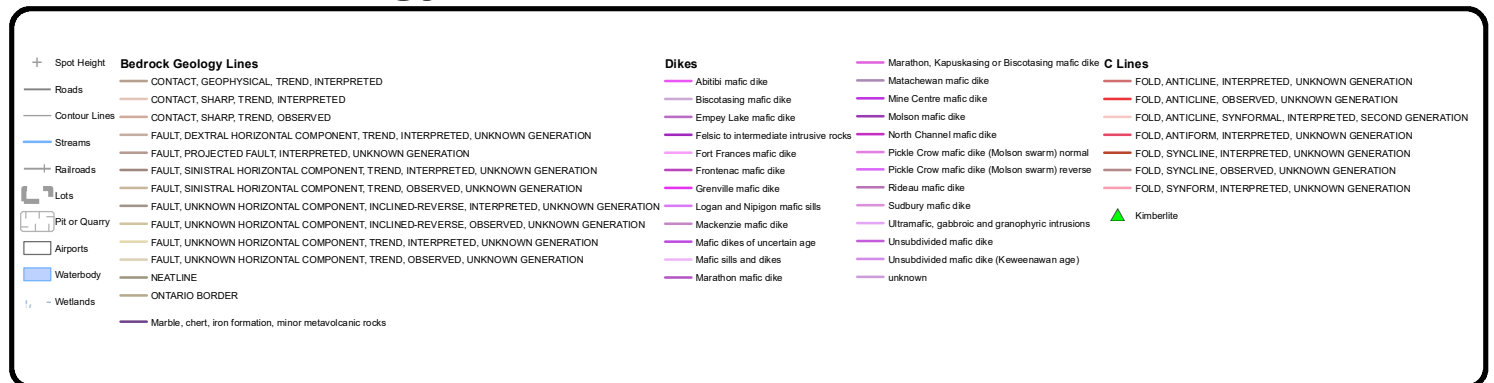 Spot Height
Roads
Contour Lines
Streams
Railroads
Lots
Pit or Quarry
Airports
Waterbody
Wetlands
Bedrock Geology Lines
CONTACT, GEOPHYSICAL, TREND, INTERPRETED
CONTACT, SHARP, TREND, INTERPRETED
CONTACT, SHARP, TREND, OBSERVED
FAULT, DEXTRAL HORIZONTAL COMPONENT, TREND, INTERPRETED, UNKNOWN GENERATION
FAULT, PROJECTED FAULT, INTERPRETED, UNKNOWN GENERATION
FAULT, SINISTRAL HORIZONTAL COMPONENT, TREND, INTERPRETED, UNKNOWN GENERATION
FAULT, SINISTRAL HORIZONTAL COMPONENT, TREND, OBSERVED, UNKNOWN GENERATION
FAULT, UNKNOWN HORIZONTAL COMPONENT, INCLINED-REVERSE, INTERPRETED, UNKNOWN GENERATION
FAULT, UNKNOWN HORIZONTAL COMPONENT, INCLINED-REVERSE, OBSERVED, UNKNOWN GENERATION
FAULT, UNKNOWN HORIZONTAL COMPONENT, TREND, INTERPRETED, UNKNOWN GENERATION
FAULT, UNKNOWN HORIZONTAL COMPONENT, TREND, OBSERVED, UNKNOWN GENERATION
NEATLINE
ONTARIO BORDER
Marble, chert, iron formation, minor metavolcanic rocks
Dikes
Abitibi mafic dike
Biscotasing mafic dike
Empey Lake mafic dike
Felsic to intermediate intrusive rocks
Fort Frances mafic dike
Frontenac mafic dike
Grenville mafic dike
Logan and Nipigon mafic sills
Mackenzie mafic dike
Mafic dikes of uncertain age
Mafic sills and dikes
Marathon mafic dike
Marathon, Kapuskasing or Biscotasing mafic dike
Matachewan mafic dike
Mine Centre mafic dike
Molson mafic dike
North Channel mafic dike
Pickle Crow mafic dike (Molson swarm) normal
Pickle Crow mafic dike (Molson swarm) reverse
Rideau mafic dike
Sudbury mafic dike
Ultramafic, gabbroic and granophyric intrusions
Unsubdivided mafic dike
Unsubdivided mafic dike (Keweenawan age)
unknown
C Lines
FOLD, ANTICLINE, INTERPRETED, UNKNOWN GENERATION
FOLD, ANTICLINE, OBSERVED, UNKNOWN GENERATION
FOLD, ANTICLINE, SYNFORMAL, INTERPRETED, SECOND GENERATION
FOLD, ANTIFORM, INTERPRETED, UNKNOWN GENERATION
FOLD, SYNCLINE, INTERPRETED, UNKNOWN GENERATION
FOLD, SYNCLINE, OBSERVED, UNKNOWN GENERATION
FOLD, SYNFORM, INTERPRETED, UNKNOWN GENERATION
Kimberlite